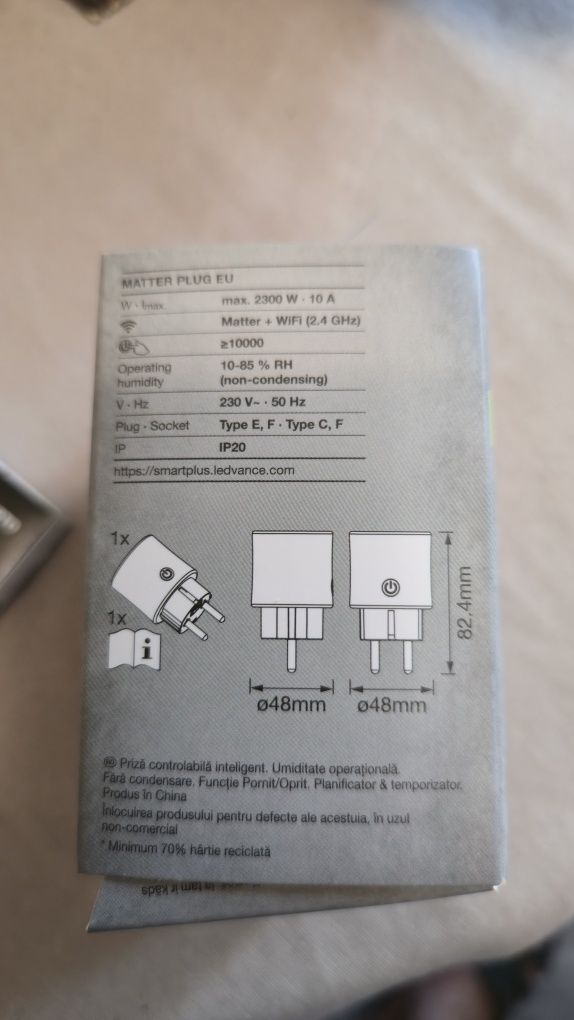 MATTER PLUG EU
W · Imax. max. 2300 W · 10 A
Matter + WiFi (2.4 GHz)
≥10000
Operating humidity 10-85 % RH
(non-condensing)
V · Hz 230 V~ · 50 Hz
Plug · Socket Type E, F · Type C, F
IP IP20
https://smartplus.ledvance.com
1x
1x
i
82.4mm
ø48mm ø48mm
RO Priză controlabilă inteligent. Umiditate operațională.
Fără condensare. Funcție Pornit/Oprit. Planificator & temporizator.
Produs în China
Înlocuirea produsului pentru defecte ale acestuia, în uzul
non-comercial
* Minimum 70% hârtie reciclată